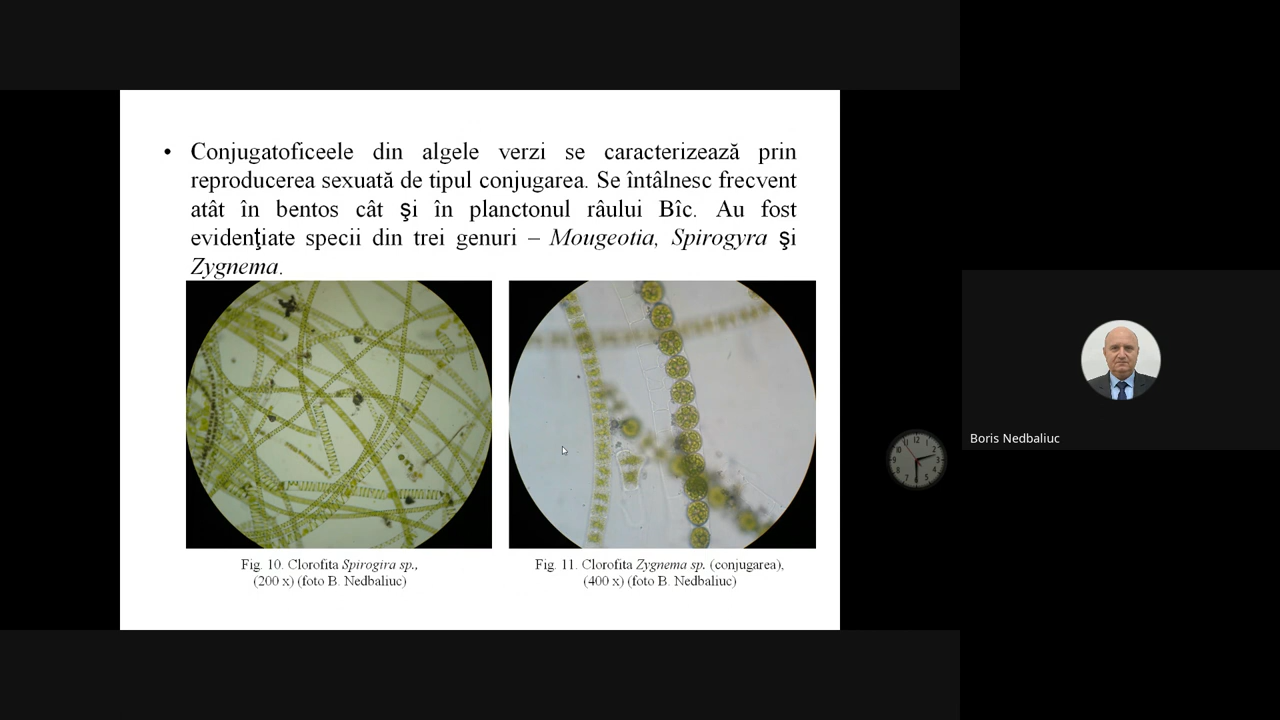 • Conjugatoficeele din algele verzi se caracterizează prin
reproducerea sexuată de tipul conjugarea. Se întâlnesc frecvent
atât în bentos cât şi în planctonul râului Bîc. Au fost
evidenţiate specii din trei genuri – Mougeotia, Spirogyra şi
Zygnema.
Fig. 10. Clorofita Spirogira sp.,
(200 x) (foto B. Nedbaliuc)
Fig. 11. Clorofita Zygnema sp. (conjugarea),
(400 x) (foto B. Nedbaliuc)
Boris Nedbaliuc